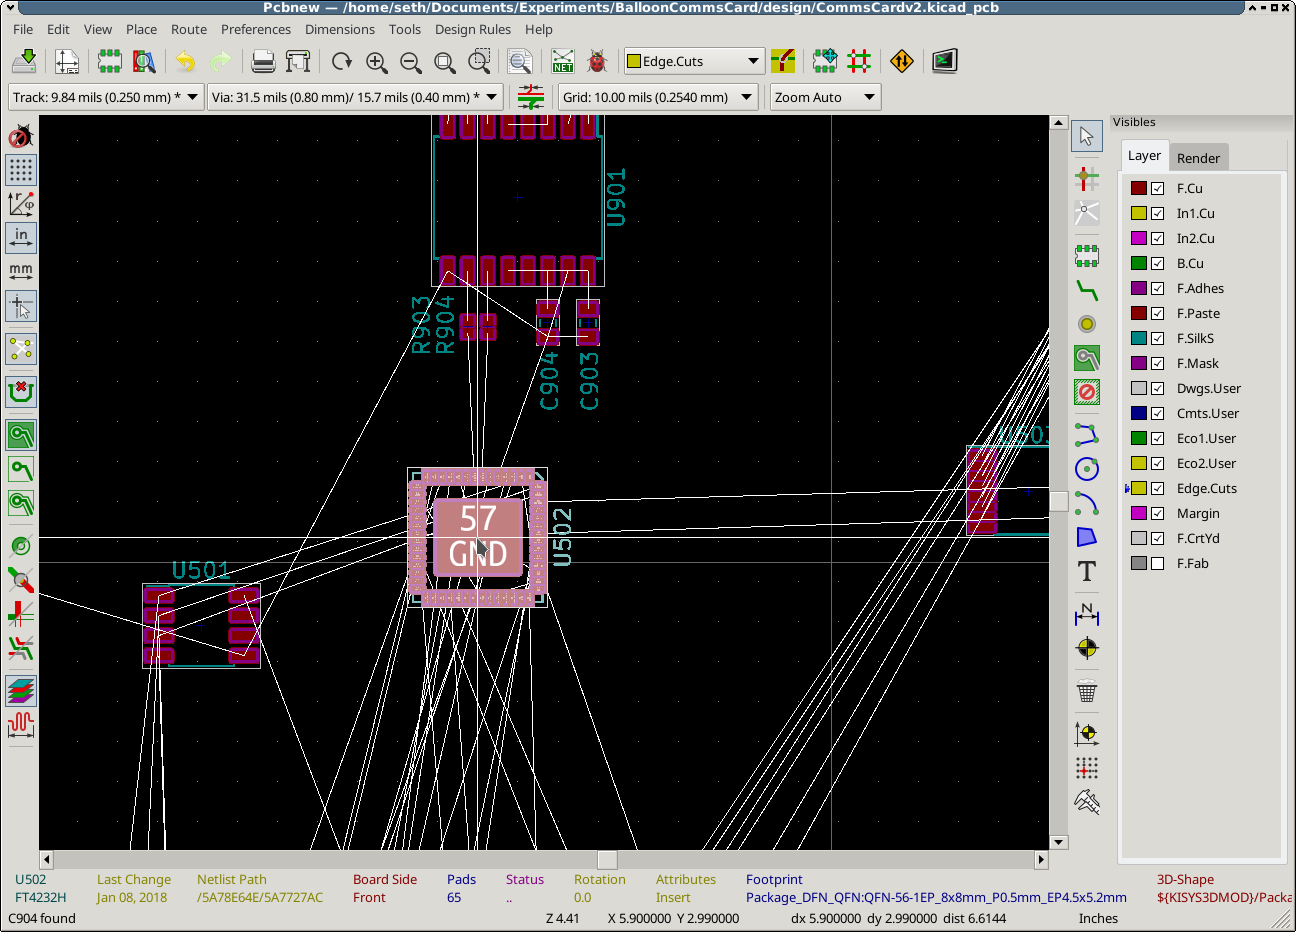 Pcbnew — /home/seth/Documents/Experiments/BalloonCommsCard/design/CommsCardv2.kicad_pcb
File Edit View Place Route Preferences Dimensions Tools Design Rules Help
NET Edge.Cuts
Track: 9.84 mils (0.250 mm) * Via: 31.5 mils (0.80 mm)/ 15.7 mils (0.40 mm) * Grid: 10.00 mils (0.2540 mm) Zoom Auto
Visibles
Layer Render
F.Cu
In1.Cu
In2.Cu
B.Cu
F.Adhes
F.Paste
F.SilkS
F.Mask
Dwgs.User
Cmts.User
Eco1.User
Eco2.User
Edge.Cuts
Margin
F.CrtYd
F.Fab
in
mm
U901
R903
R904
C904
C903
57
GND
U502
U501
T
N
U502
FT4232H
Last Change
Jan 08, 2018
Netlist Path
/5A78E64E/5A7727AC
Board Side
Front
Pads
65
Status
..
Rotation
0.0
Attributes
Insert
Footprint
Package_DFN_QFN:QFN-56-1EP_8x8mm_P0.5mm_EP4.5x5.2mm
3D-Shape
${KISYS3DMOD}/Packa
C904 found Z 4.41 X 5.900000 Y 2.990000 dx 5.900000 dy 2.990000 dist 6.6144 Inches